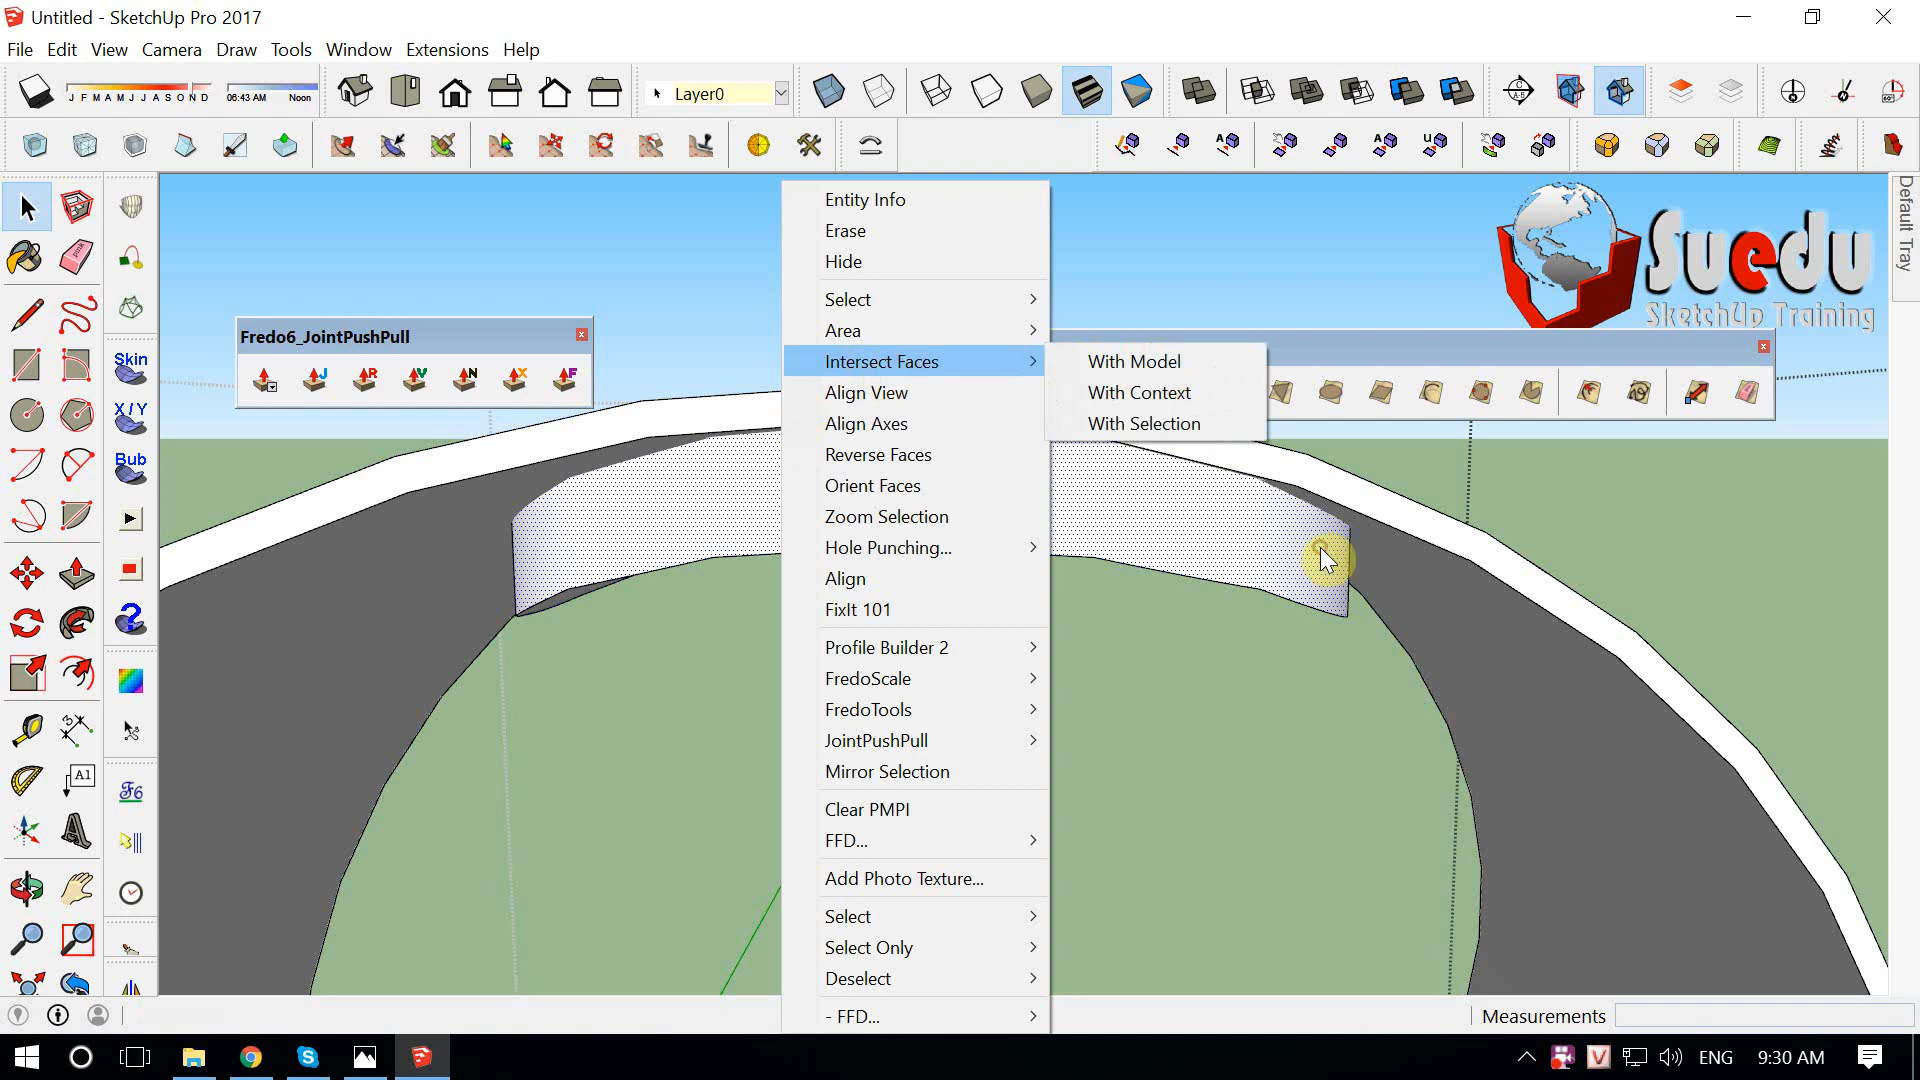 Untitled - SketchUp Pro 2017
File Edit View Camera Draw Tools Window Extensions Help
J F M A M J J A S O N D
06:43 AM Noon
Layer0
Default Tray
Suedu
SketchUp Training
Fredo6_JointPushPull
J R V N X F
Skin
X/Y
Bub
A1
F6
Entity Info
Erase
Hide
Select
Area
Intersect Faces
With Model
With Context
With Selection
Align View
Align Axes
Reverse Faces
Orient Faces
Zoom Selection
Hole Punching...
Align
FixIt 101
Profile Builder 2
FredoScale
FredoTools
JointPushPull
Mirror Selection
Clear PMPI
FFD...
Add Photo Texture...
Select
Select Only
Deselect
- FFD...
Measurements
ENG 9:30 AM